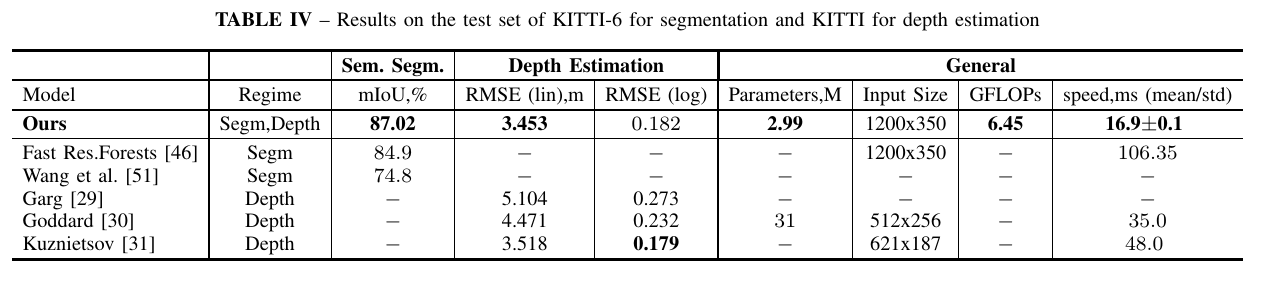 TABLE IV – Results on the test set of KITTI-6 for segmentation and KITTI for depth estimation
Sem. Segm. Depth Estimation General
Model Regime mIoU,% RMSE (lin),m RMSE (log) Parameters,M Input Size GFLOPs speed,ms (mean/std)
Ours Segm,Depth 87.02 3.453 0.182 2.99 1200x350 6.45 16.9±0.1
Fast Res.Forests [46] Segm 84.9 − − − 1200x350 − 106.35
Wang et al. [51] Segm 74.8 − − − − − −
Garg [29] Depth − 5.104 0.273 − − − −
Goddard [30] Depth − 4.471 0.232 31 512x256 − 35.0
Kuznietsov [31] Depth − 3.518 0.179 − 621x187 − 48.0